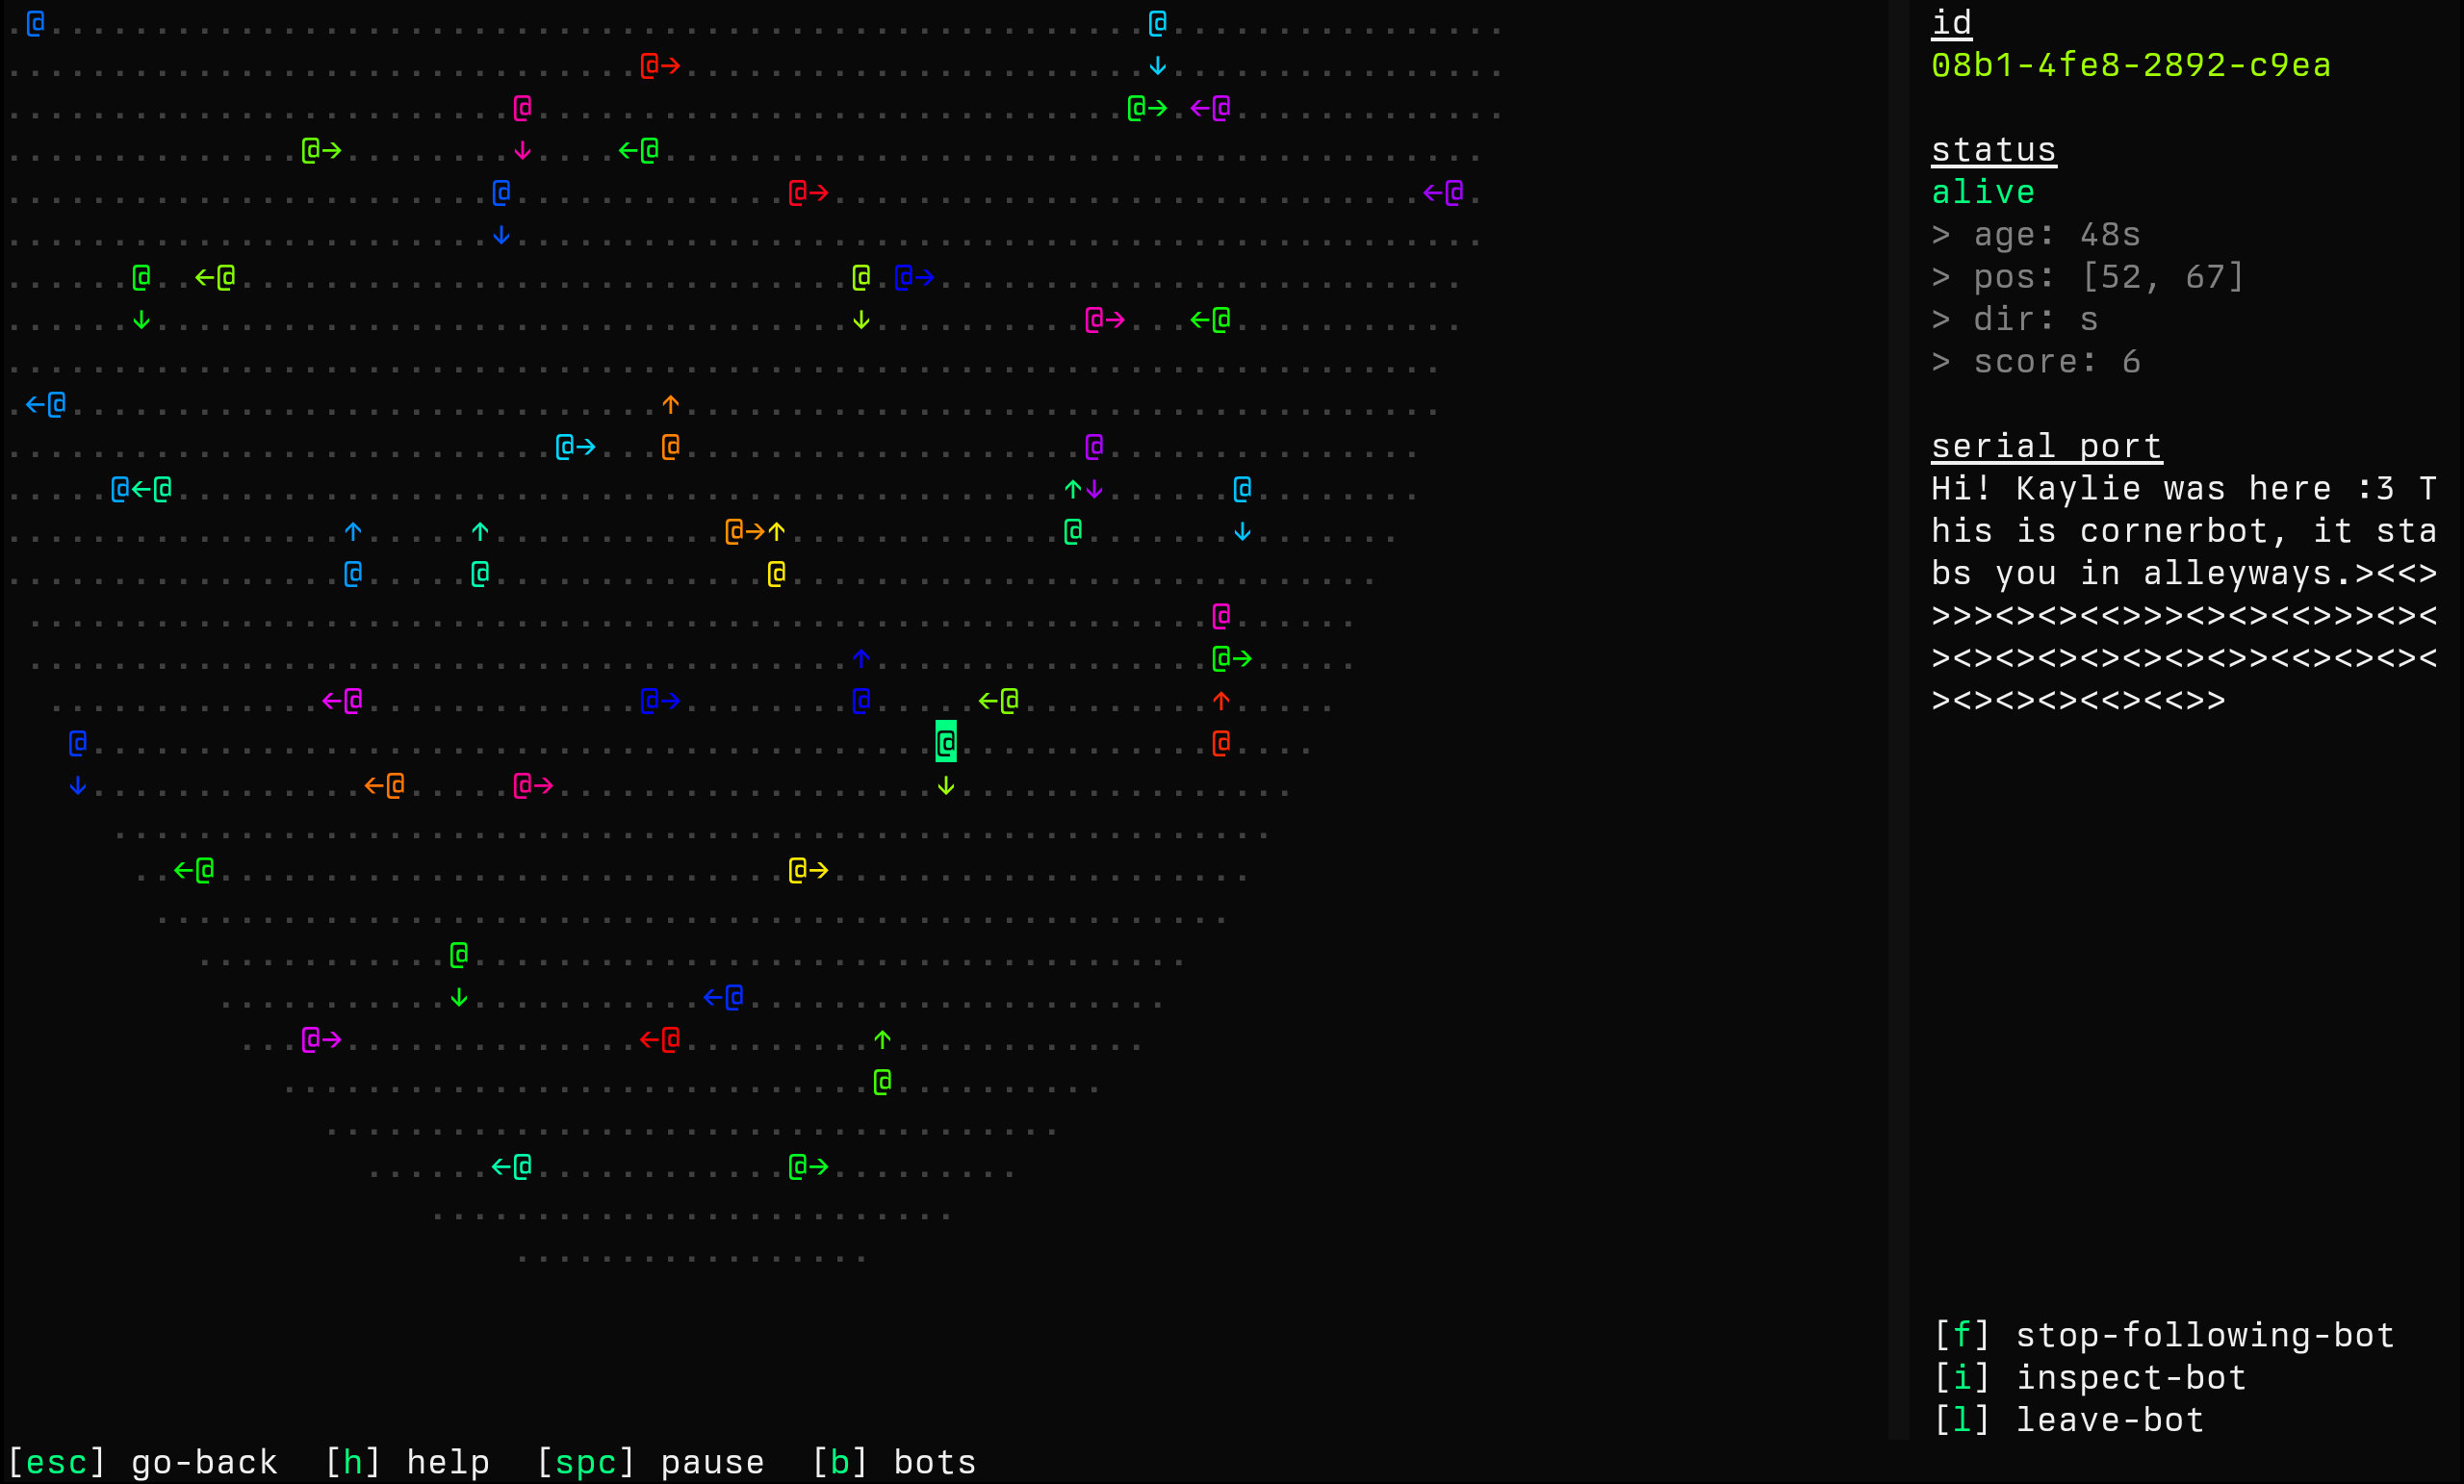 id
08b1-4fe8-2892-c9ea
status
alive
> age: 48s
> pos: [52, 67]
> dir: s
> score: 6
serial port
Hi! Kaylie was here :3 T
his is cornerbot, it sta
bs you in alleyways.><<>
>>><><><<>>><><><<>>><><
><><><><><><><>><<><><><
><><><><><<><>
[f] stop-following-bot
[i] inspect-bot
[l] leave-bot
[esc] go-back [h] help [spc] pause [b] bots